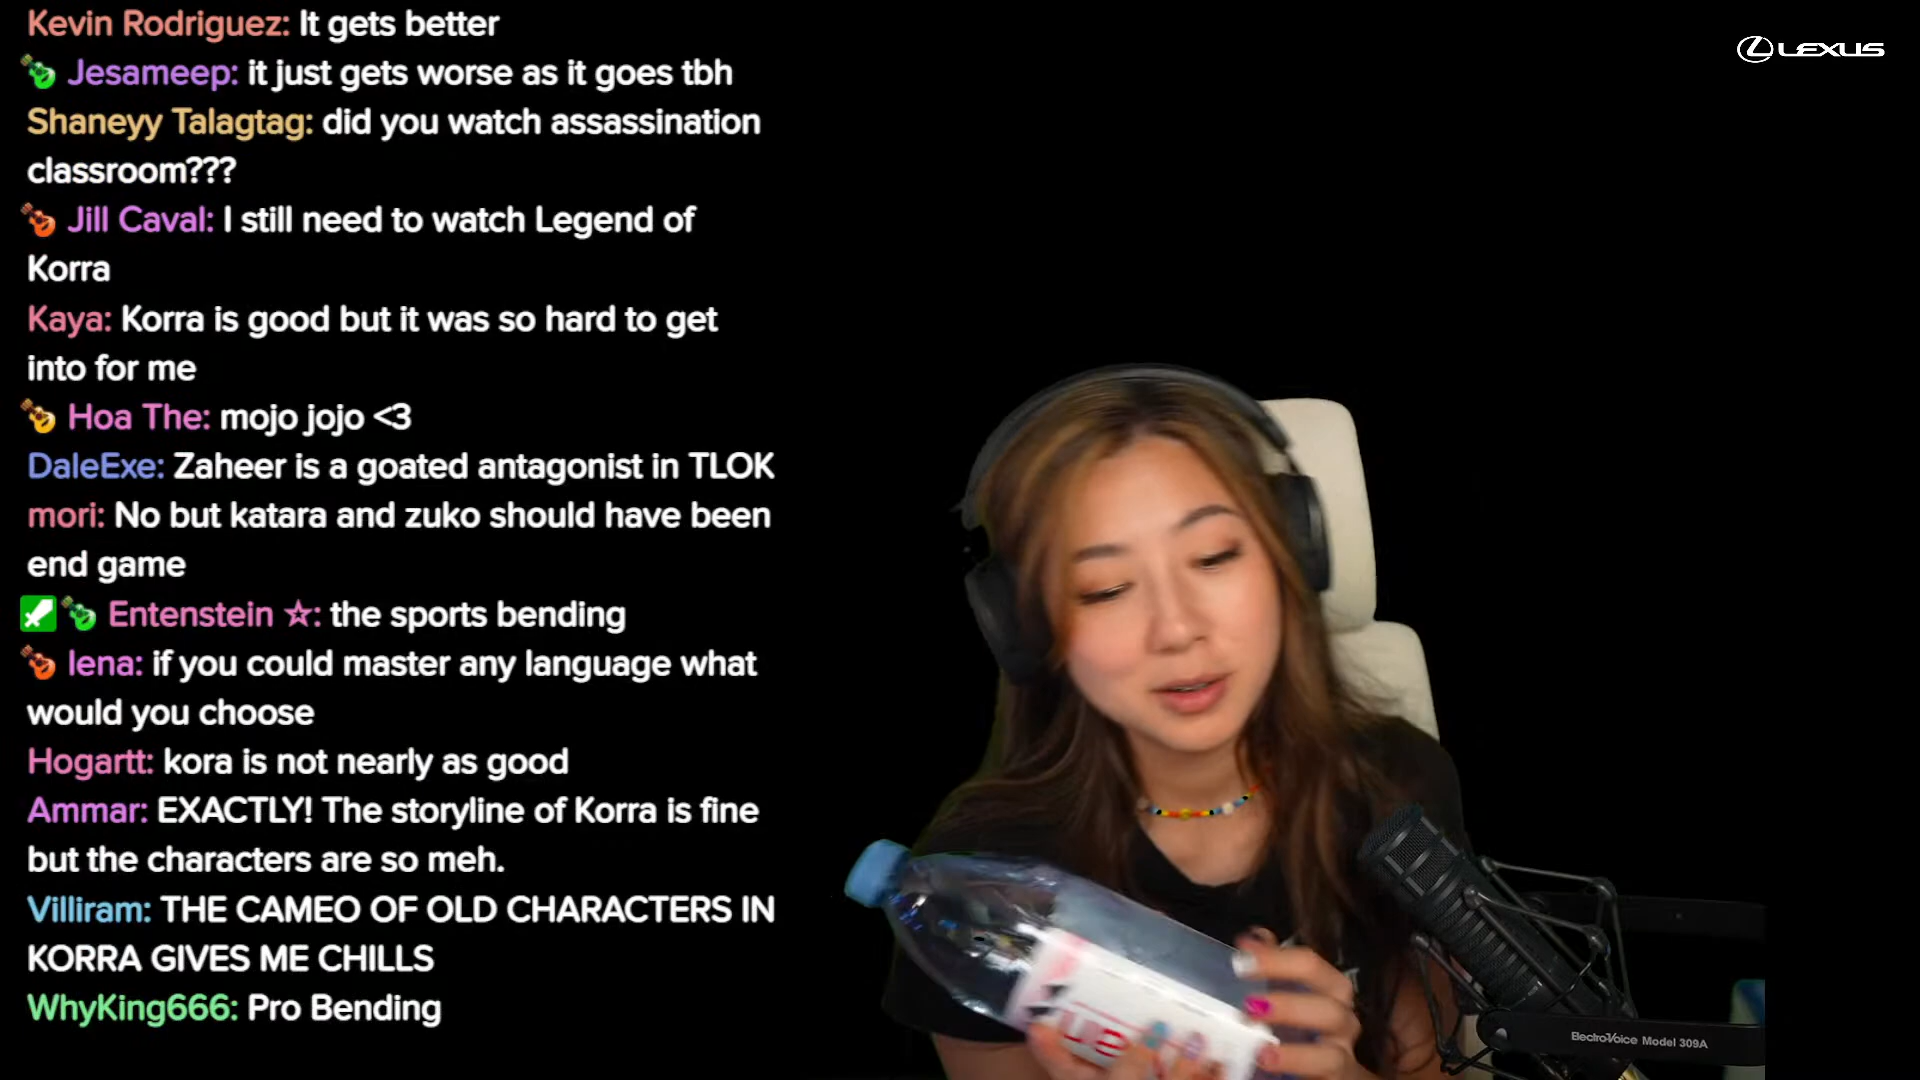 Kevin Rodriguez: It gets better
Jesameep: it just gets worse as it goes tbh
Shaneyy Talagtag: did you watch assassination
classroom???
Jill Caval: I still need to watch Legend of
Korra
Kaya: Korra is good but it was so hard to get
into for me
Hoa The: mojo jojo <3
DaleExe: Zaheer is a goated antagonist in TLOK
mori: No but katara and zuko should have been
end game
Entenstein ☆: the sports bending
lena: if you could master any language what
would you choose
Hogartt: kora is not nearly as good
Ammar: EXACTLY! The storyline of Korra is fine
but the characters are so meh.
Villiram: THE CAMEO OF OLD CHARACTERS IN
KORRA GIVES ME CHILLS
WhyKing666: Pro Bending
LEXUS
ElectroVoice Model 309A